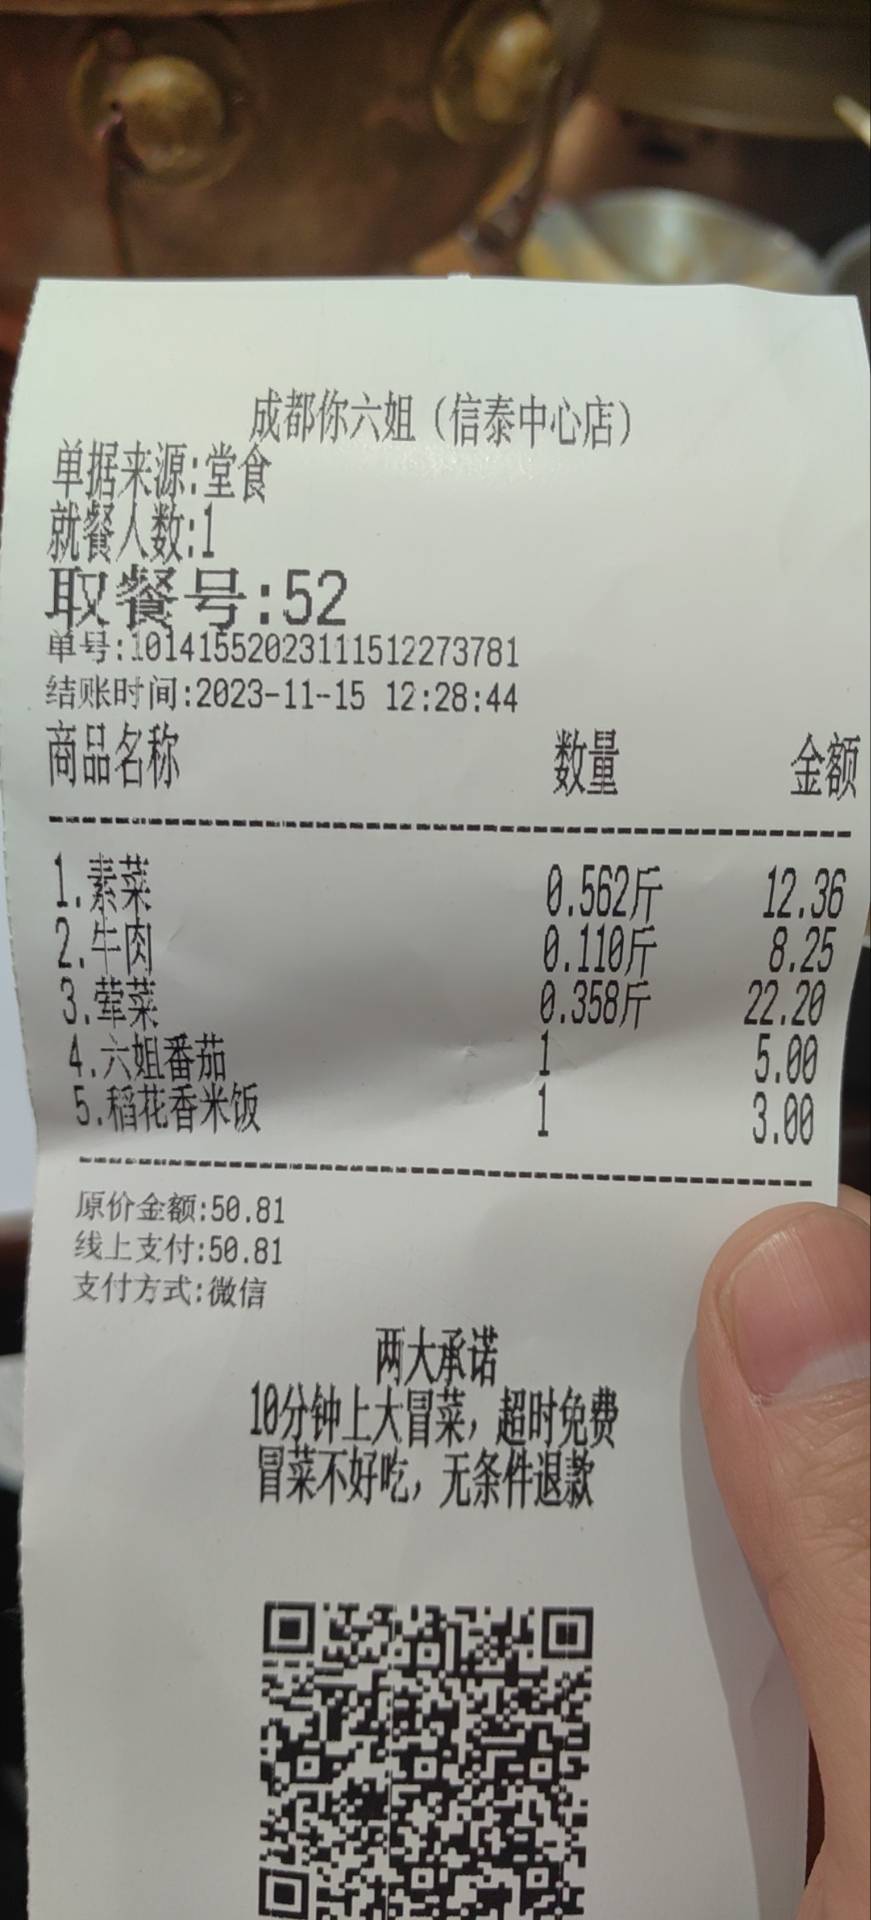 成都你六姐（信泰中心店）
单据来源:堂食
就餐人数:1
取餐号:52
单号:10141552023111512273781
结账时间:2023-11-15 12:28:44
商品名称 数量 金额
1.素菜 0.562斤 12.36
2.牛肉 0.110斤 8.25
3.荤菜 0.358斤 22.20
4.六姐番茄 1 5.00
5.稻花香米饭 1 3.00
原价金额:50.81
线上支付:50.81
支付方式:微信
两大承诺
10分钟上大冒菜，超时免费
冒菜不好吃，无条件退款